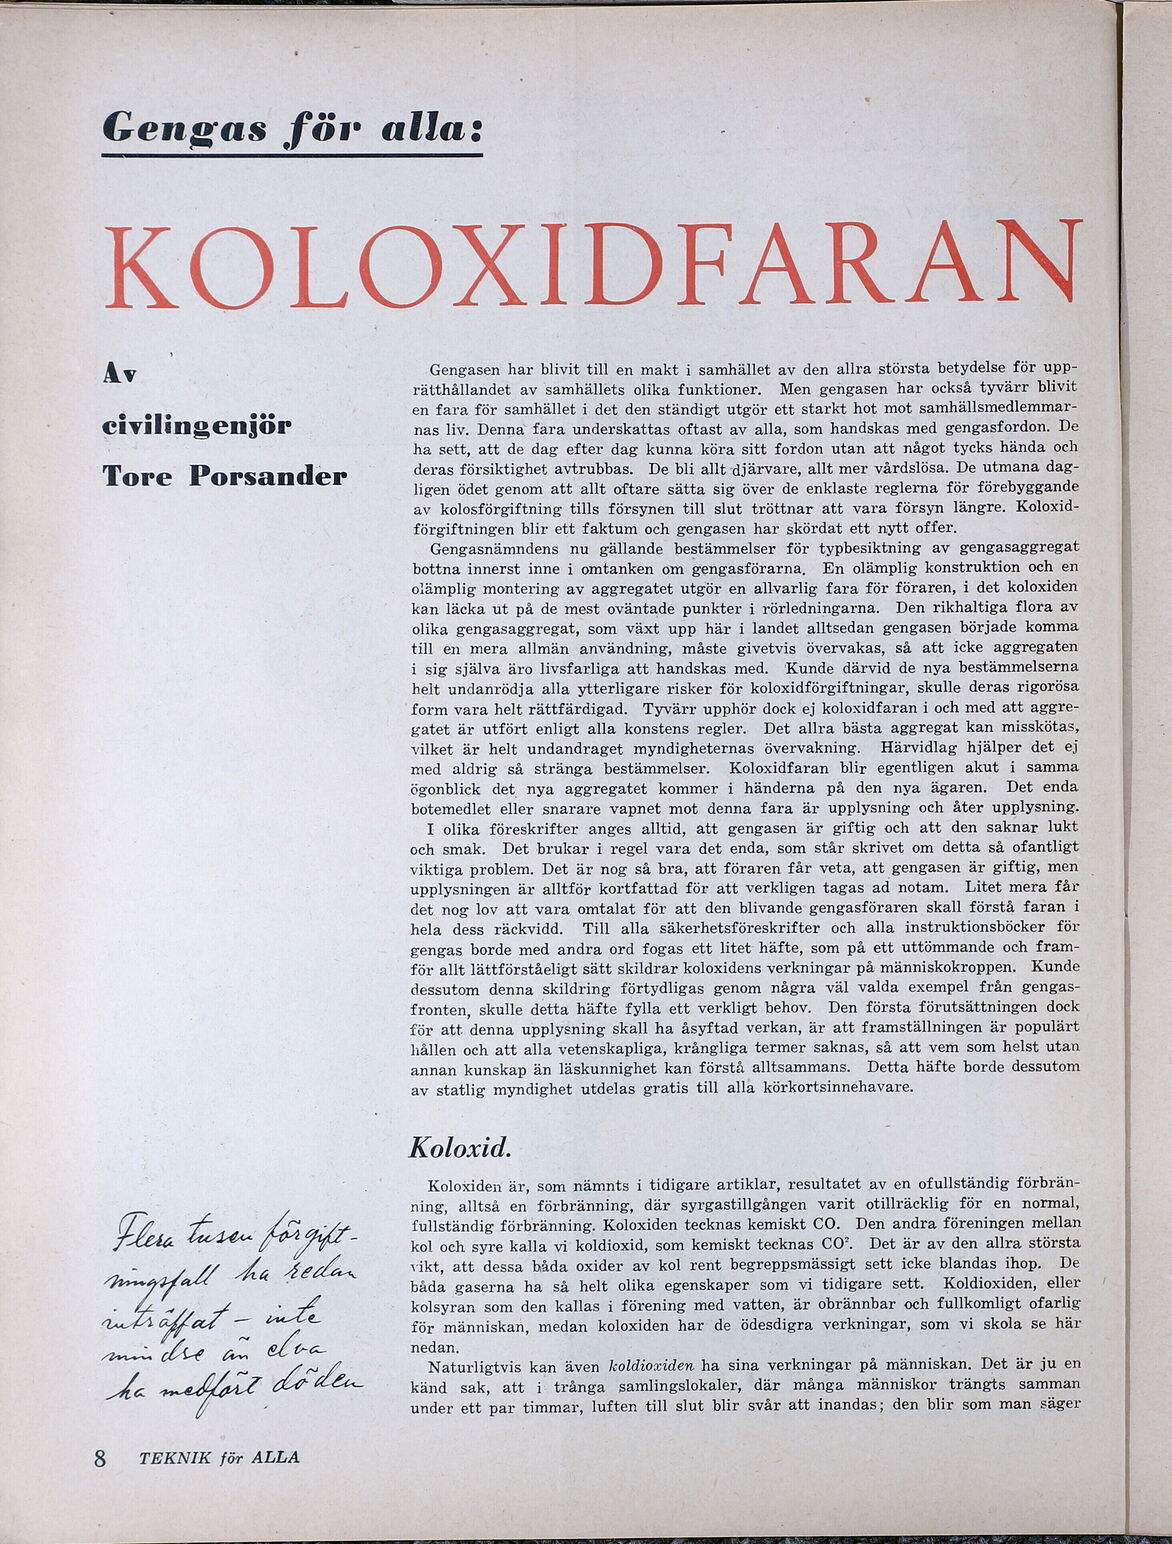 Gengas för alla:
KOLOXIDFARAN
Av
civilingenjör
Tore Porsander
Gengasen har blivit till en makt i samhället av den allra största betydelse för upp-
rätthållandet av samhällets olika funktioner. Men gengasen har också tyvärr blivit
en fara för samhället i det den ständigt utgör ett starkt hot mot samhällsmedlemmar-
nas liv. Denna fara underskattas oftast av alla, som handskas med gengasfordon. De
ha sett, att de dag efter dag kunna köra sitt fordon utan att något tycks hända och
deras försiktighet avtrubbas. De bli allt djärvare, allt mer vårdslösa. De utmana dag-
ligen ödet genom att allt oftare sätta sig över de enklaste reglerna för förebyggande
av kolosförgiftning tills försynen till slut tröttnar att vara försyn längre. Koloxid-
förgiftningen blir ett faktum och gengasen har skördat ett nytt offer.
Gengasnämndens nu gällande bestämmelser för typbesiktning av gengasaggregat
bottna innerst inne i omtanken om gengasförarna. En olämplig konstruktion och en
olämplig montering av aggregatet utgör en allvarlig fara för föraren, i det koloxiden
kan läcka ut på de mest oväntade punkter i rörledningarna. Den rikhaltiga flora av
olika gengasaggregat, som växt upp här i landet alltsedan gengasen började komma
till en mera allmän användning, måste givetvis övervakas, så att icke aggregaten
i sig själva äro livsfarliga att handskas med. Kunde därvid de nya bestämmelserna
helt undanrödja alla ytterligare risker för koloxidförgiftningar, skulle deras rigorösa
form vara helt rättfärdigad. Tyvärr upphör dock ej koloxidfaran i och med att aggre-
gatet är utfört enligt alla konstens regler. Det allra bästa aggregat kan misskötas,
vilket är helt undandraget myndigheternas övervakning. Härvidlag hjälper det ej
med aldrig så stränga bestämmelser. Koloxidfaran blir egentligen akut i samma
ögonblick det nya aggregatet kommer i händerna på den nya ägaren. Det enda
botemedlet eller snarare vapnet mot denna fara är upplysning och åter upplysning.
I olika föreskrifter anges alltid, att gengasen är giftig och att den saknar lukt
och smak. Det brukar i regel vara det enda, som står skrivet om detta så ofantligt
viktiga problem. Det är nog så bra, att föraren får veta, att gengasen är giftig, men
upplysningen är alltför kortfattad för att verkligen tagas ad notam. Litet mera får
det nog lov att vara omtalat för att den blivande gengasföraren skall förstå faran i
hela dess räckvidd. Till alla säkerhetsföreskrifter och alla instruktionsböcker för
gengas borde med andra ord fogas ett litet häfte, som på ett uttömmande och fram-
för allt lättförståeligt sätt skildrar koloxidens verkningar på människokroppen. Kunde
dessutom denna skildring förtydligas genom några väl valda exempel från gengas-
fronten, skulle detta häfte fylla ett verkligt behov. Den första förutsättningen dock
för att denna upplysning skall ha åsyftad verkan, är att framställningen är populärt
hållen och att alla vetenskapliga, krångliga termer saknas, så att vem som helst utan
annan kunskap än läskunnighet kan förstå alltsammans. Detta häfte borde dessutom
av statlig myndighet utdelas gratis till alla körkortsinnehavare.
Koloxid.
Koloxiden är, som nämnts i tidigare artiklar, resultatet av en ofullständig förbrän-
ning, alltså en förbränning, där syrgastillgången varit otillräcklig för en normal,
fullständig förbränning. Koloxiden tecknas kemiskt CO. Den andra föreningen mellan
kol och syre kalla vi koldioxid, som kemiskt tecknas CO². Det är av den allra största
vikt, att dessa båda oxider av kol rent begreppsmässigt sett icke blandas ihop. De
båda gaserna ha så helt olika egenskaper som vi tidigare sett. Koldioxiden, eller
kolsyran som den kallas i förening med vatten, är obrännbar och fullkomligt ofarlig
för människan, medan koloxiden har de ödesdigra verkningar, som vi skola se här
nedan.
Naturligtvis kan även koldioxiden ha sina verkningar på människan. Det är ju en
känd sak, att i trånga samlingslokaler, där många människor trängts samman
under ett par timmar, luften till slut blir svår att inandas; den blir som man säger
Flera tusen förgift-
ningsfall ha redan
inträffat – inte
mindre än elva
ha medfört döden
8 TEKNIK för ALLA